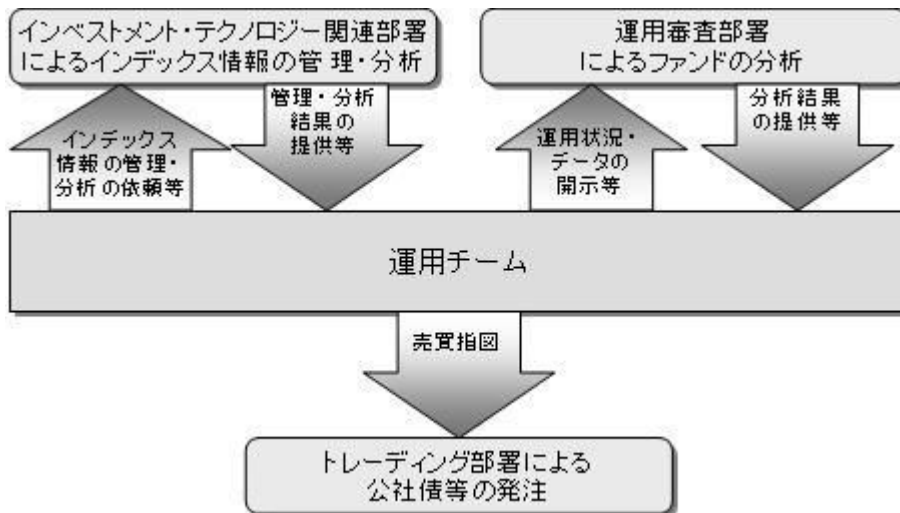 インベストメント・テクノロジー関連部署
によるインデックス情報の管理・分析
運用審査部署
によるファンドの分析
インデックス
情報の管理・
分析の依頼等
管理・分析
結果の
提供等
運用状況・
データの
開示等
分析結果
の提供等
運用チーム
売買指図
トレーディング部署による
公社債等の発注